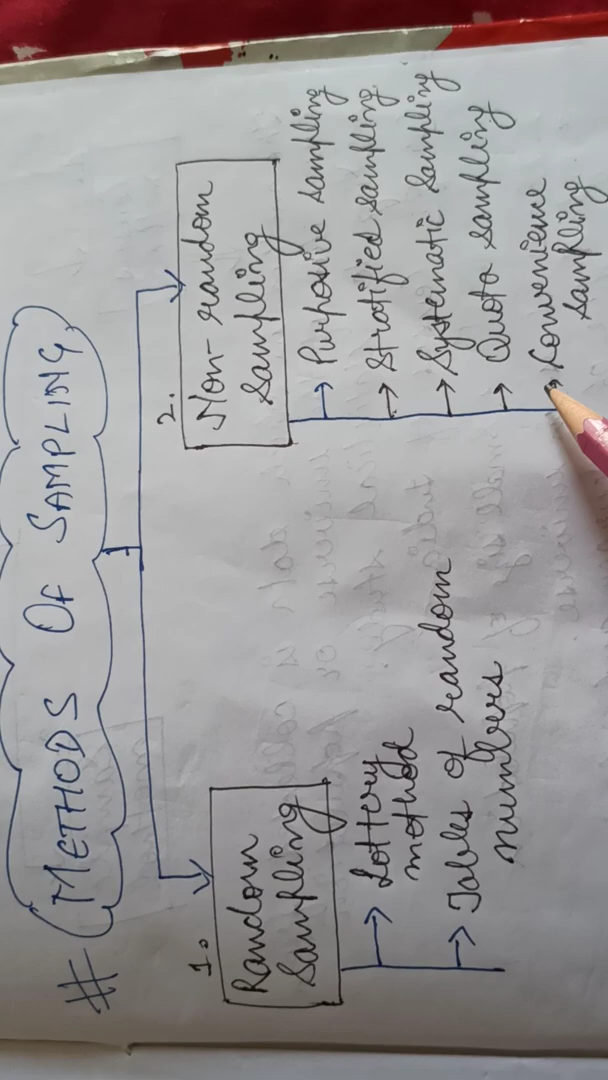 # METHODS OF SAMPLING
1.
Random
Sampling
Lottery
method
Tables of random
numbers
2.
Non-random
Sampling
Purposive sampling
Stratified sampling
Systematic Sampling
Quota sampling
Convenience
sampling